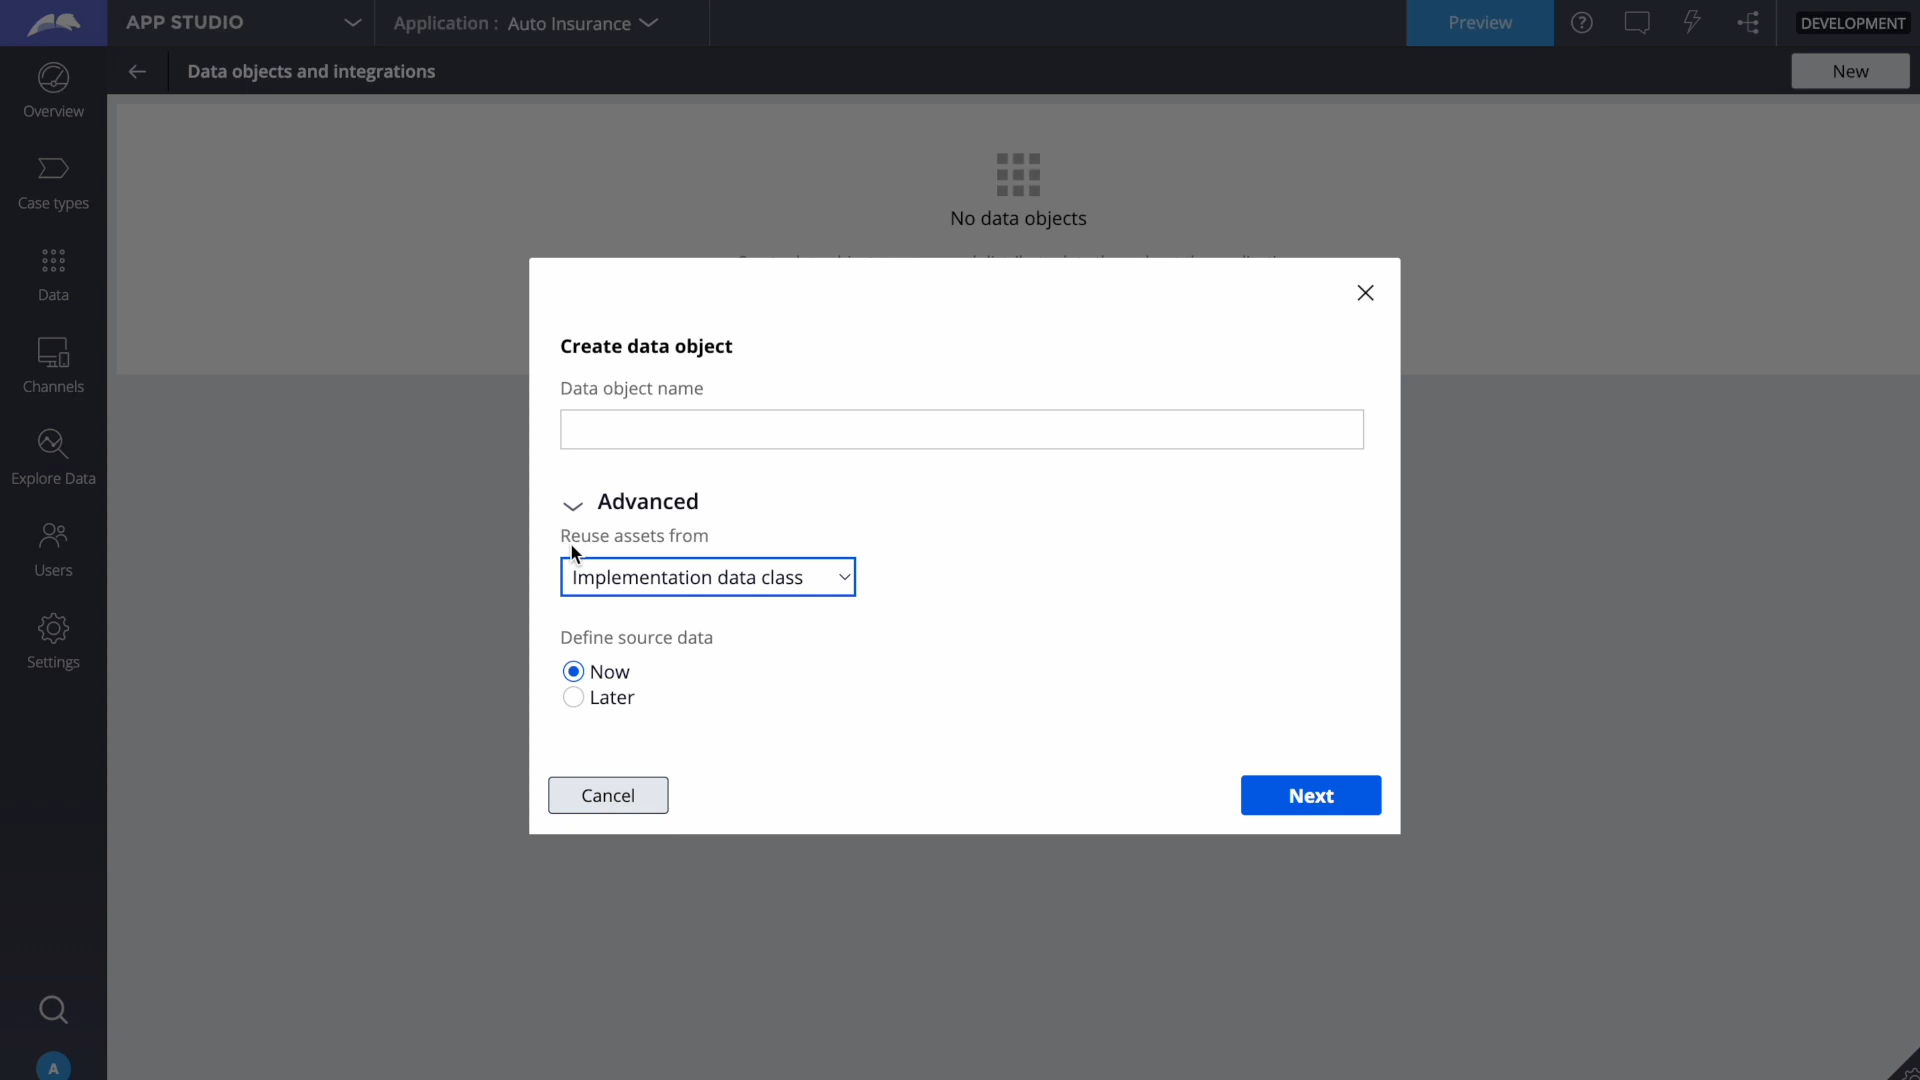 APP STUDIO
Application : Auto Insurance
Preview
DEVELOPMENT
Data objects and integrations
New
Overview
Case types
Data
Channels
Explore Data
Users
Settings
A
No data objects
Create data object
Data object name
Advanced
Reuse assets from
Implementation data class
Define source data
Now
Later
Cancel
Next